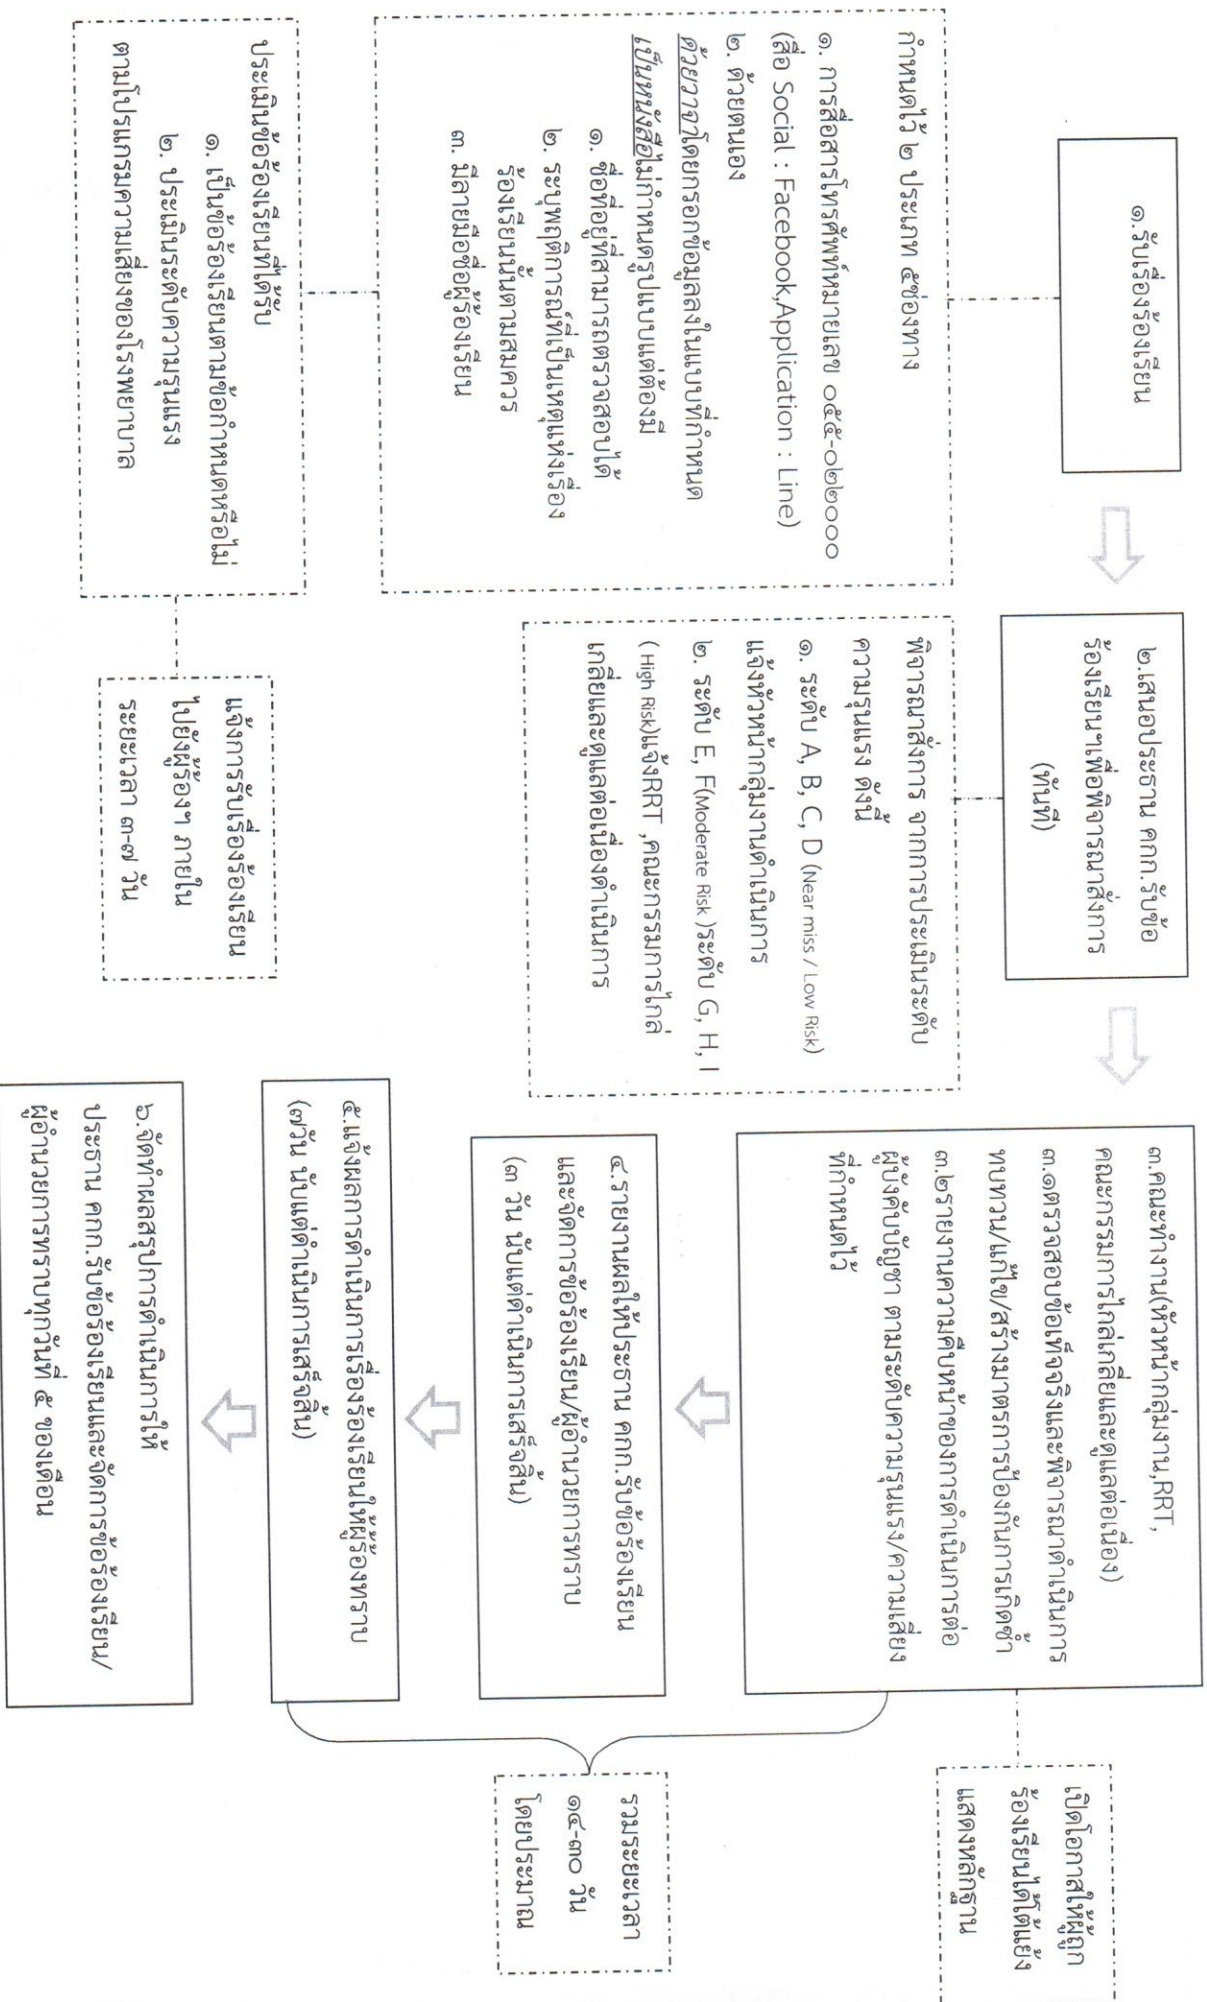 ๑.รับเรื่องร้องเรียน
กำหนดไว้ ๒ ประเภท ๕ช่องทาง
๑. การสื่อสารโทรศัพท์หมายเลข ๐๕๕-๐๒๒๐๐๐
(สื่อ Social : Facebook,Application : Line)
๒. ด้วยตนเอง
ด้วยวาจาโดยกรอกข้อมูลลงในแบบที่กำหนด
เป็นหนังสือไม่กำหนดรูปแบบแต่ต้องมี
๑. ชื่อที่อยู่ที่สามารถตรวจสอบได้
๒. ระบุพฤติการณ์ที่เป็นเหตุแห่งเรื่อง
ร้องเรียนนั้นตามสมควร
๓. มีลายมือชื่อผู้ร้องเรียน
ประเมินข้อร้องเรียนที่ได้รับ
๑. เป็นข้อร้องเรียนตามข้อกำหนดหรือไม่
๒. ประเมินระดับความรุนแรง
ตามโปรแกรมความเสี่ยงของโรงพยาบาล
แจ้งการรับเรื่องร้องเรียน
ไปยังผู้ร้องฯ ภายใน
ระยะเวลา ๓-๗ วัน
๒.เสนอประธาน คกก.รับข้อ
ร้องเรียนฯเพื่อพิจารณาสั่งการ
(ทันที)
พิจารณาสั่งการ จากการประเมินระดับ
ความรุนแรง ดังนี้
๑. ระดับ A, B, C, D (Near miss / Low Risk)
แจ้งหัวหน้ากลุ่มงานดำเนินการ
๒. ระดับ E, F(Moderate Risk )ระดับ G, H, I
( High Risk)แจ้งRRT ,คณะกรรมการไกล่
เกลี่ยและดูแลต่อเนื่องดำเนินการ
๓.คณะทำงาน(หัวหน้ากลุ่มงาน,RRT,
คณะกรรมการไกล่เกลี่ยและดูแลต่อเนื่อง)
๓.๑ตรวจสอบข้อเท็จจริงและพิจารณาดำเนินการ
ทบทวน/แก้ไข/สร้างมาตรการป้องกันการเกิดซ้ำ
๓.๒รายงานความคืบหน้าของการดำเนินการต่อ
ผู้บังคับบัญชา ตามระดับความรุนแรง/ความเสี่ยง
ที่กำหนดไว้
เปิดโอกาสให้ผู้ถูก
ร้องเรียนได้โต้แย้ง
แสดงหลักฐาน
๔.รายงานผลให้ประธาน คกก.รับข้อร้องเรียน
และจัดการข้อร้องเรียน/ผู้อำนวยการทราบ
(๓ วัน นับแต่ดำเนินการเสร็จสิ้น)
๕.แจ้งผลการดำเนินการเรื่องร้องเรียนให้ผู้ร้องทราบ
(๗วัน นับแต่ดำเนินการเสร็จสิ้น)
รวมระยะเวลา
๑๔-๓๐ วัน
โดยประมาณ
๖.จัดทำผลสรุปการดำเนินการให้
ประธาน คกก.รับข้อร้องเรียนและจัดการข้อร้องเรียน/
ผู้อำนวยการทราบทุกวันที่ ๕ ของเดือน